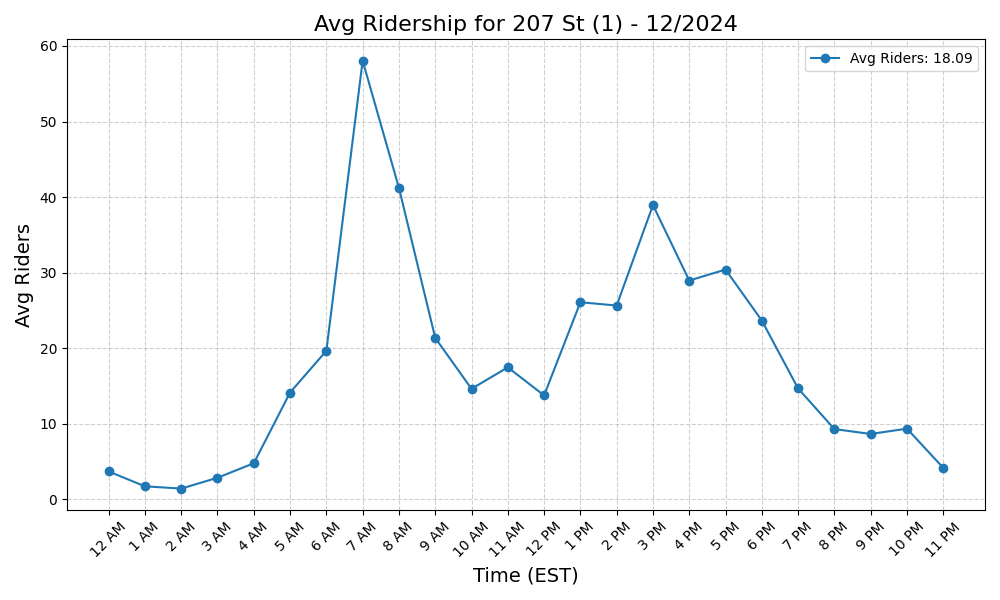 Avg Ridership for 207 St (1) - 12/2024
Avg Riders: 18.09
Avg Riders
60
50
40
30
20
10
0
12 AM
1 AM
2 AM
3 AM
4 AM
5 AM
6 AM
7 AM
8 AM
9 AM
10 AM
11 AM
12 PM
1 PM
2 PM
3 PM
4 PM
5 PM
6 PM
7 PM
8 PM
9 PM
10 PM
11 PM
Time (EST)